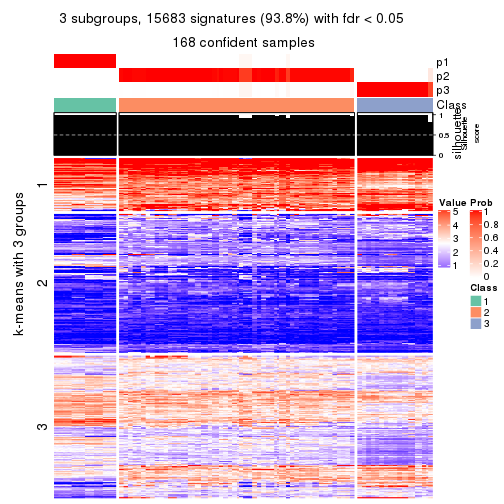 3 subgroups, 15683 signatures (93.8%) with fdr < 0.05
168 confident samples
p1
p2
p3
Class
1
0.5
0
silhouette
Silhouette
score
k-means with 3 groups
1
2
3
Value
5
4
3
2
1
Prob
1
0.8
0.6
0.4
0.2
0
Class
1
2
3